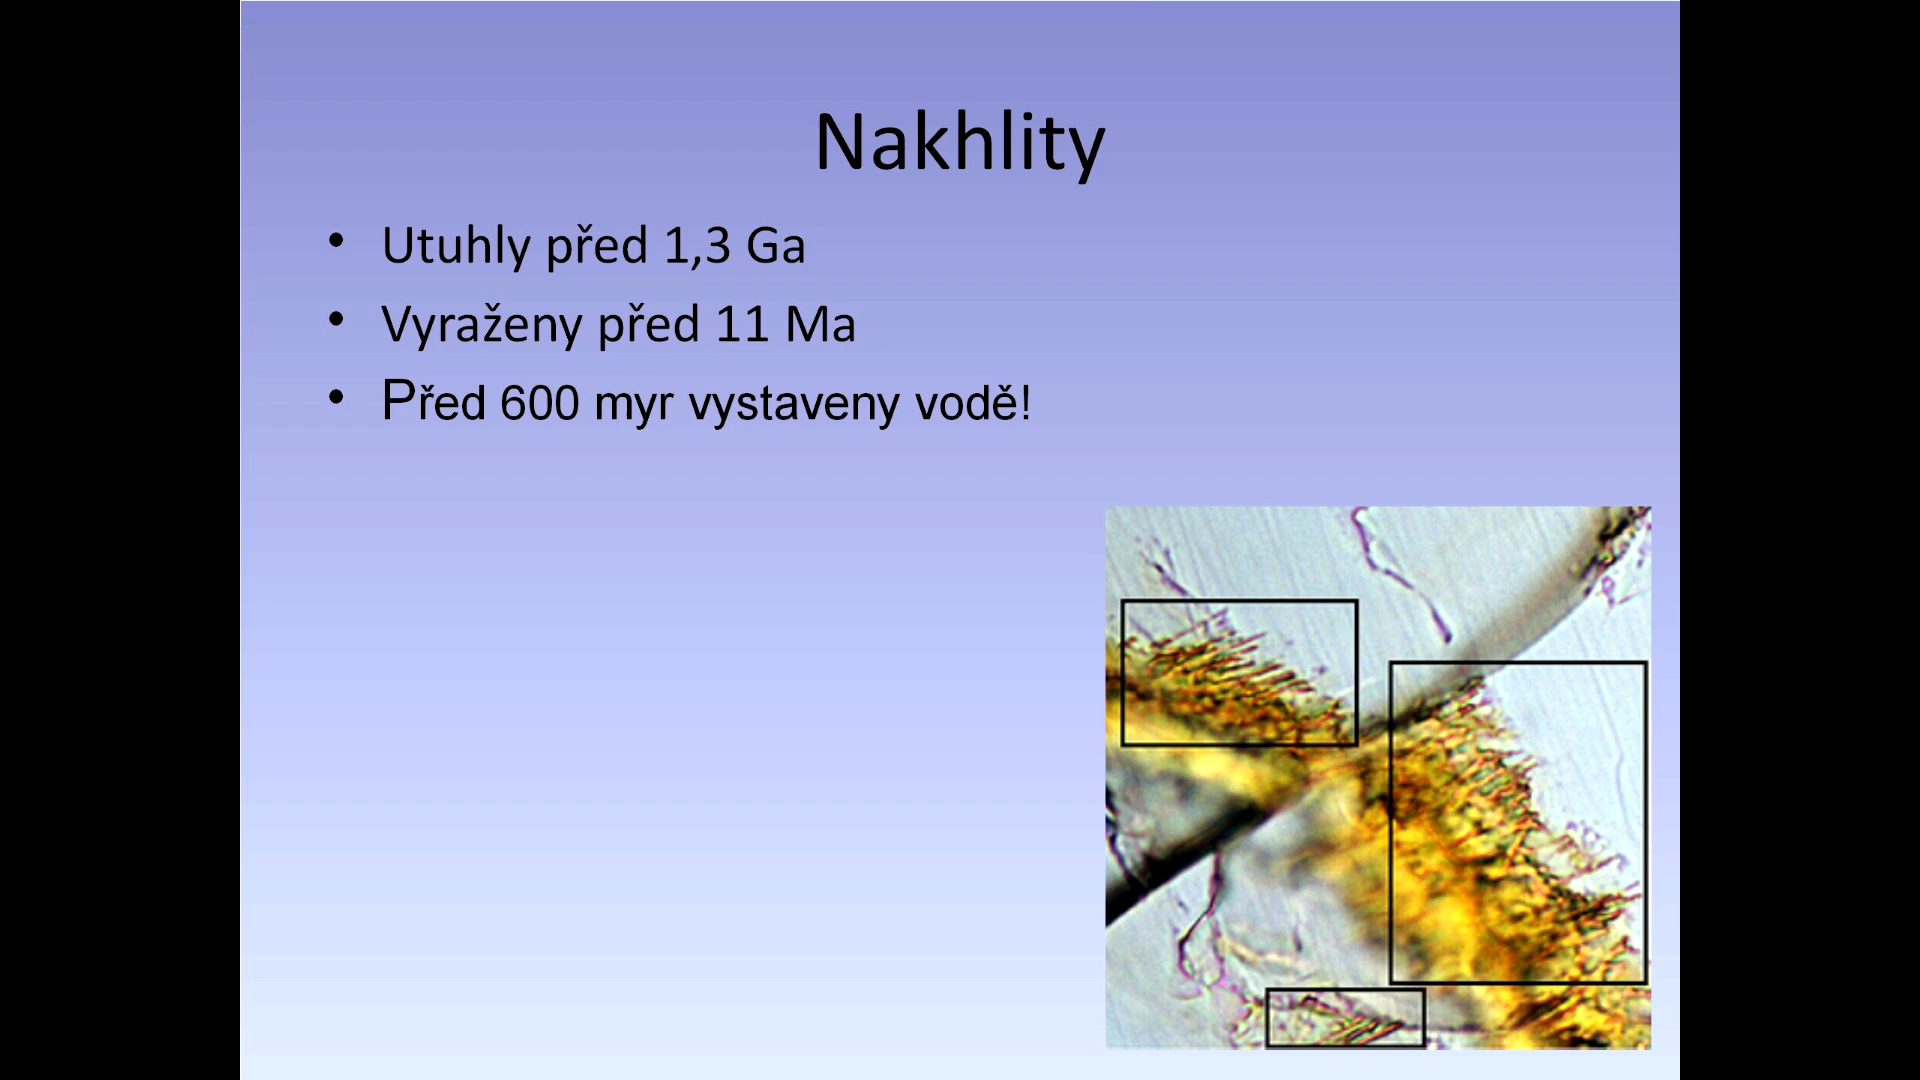 Nakhlity
• Utuhly před 1,3 Ga
• Vyraženy před 11 Ma
• Před 600 myr vystaveny vodě!